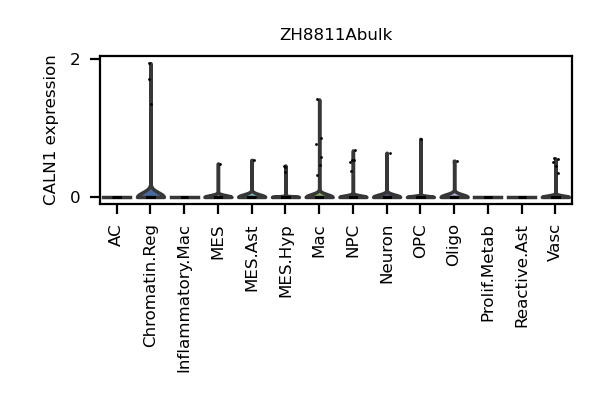 ZH8811Abulk
CALN1 expression
2
0
AC
Chromatin.Reg
Inflammatory.Mac
MES
MES.Ast
MES.Hyp
Mac
NPC
Neuron
OPC
Oligo
Prolif.Metab
Reactive.Ast
Vasc